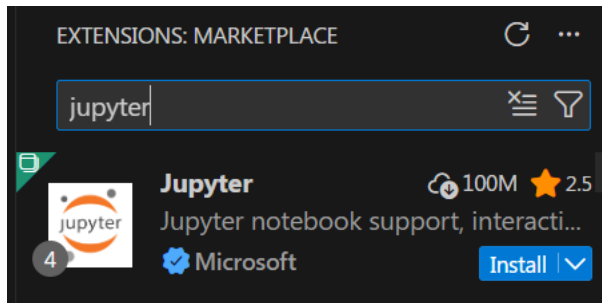 EXTENSIONS: MARKETPLACE
jupyter
Jupyter 100M 2.5
jupyter
Jupyter notebook support, interacti...
4
Microsoft
Install